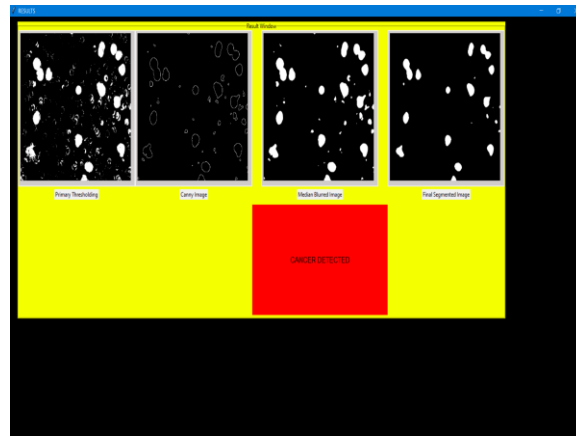 RESULTS
Result Window
Primary Thresholding
Canny Image
Median Blurred Image
Final Segmented Image
CANCER DETECTED